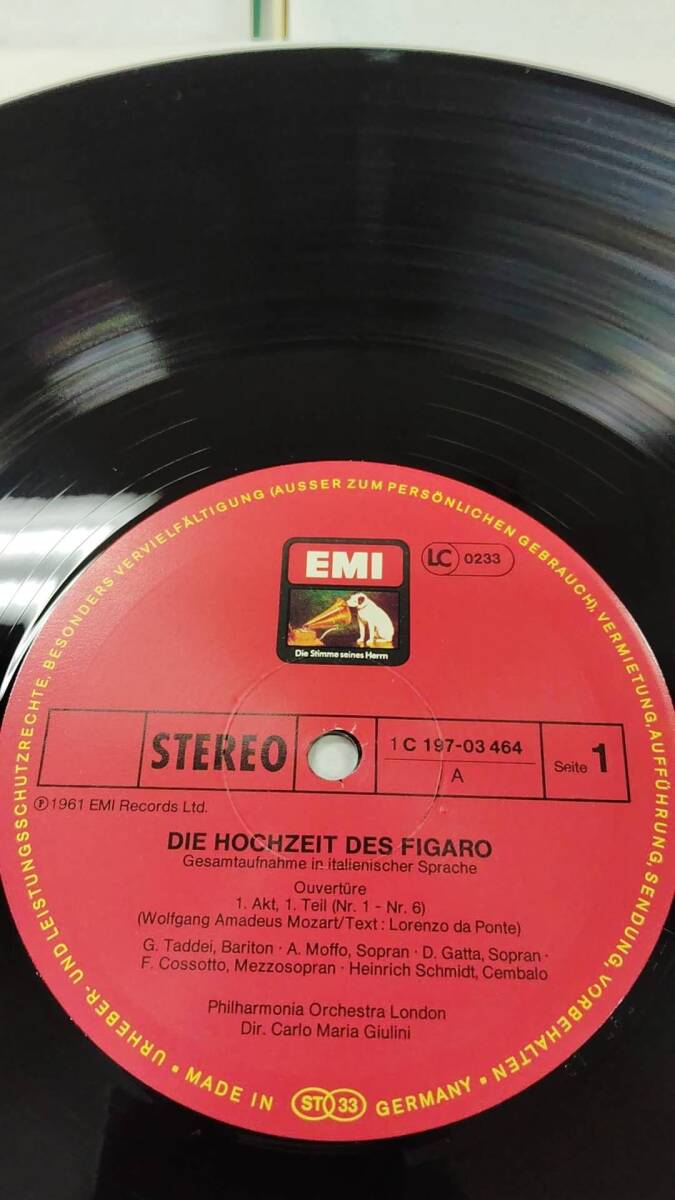 URHEBER- UND LEISTUNGSSCHUTZRECHTE, BESONDERS VERVIELFÄLTIGUNG (AUSSER ZUM PERSÖNLICHEN GEBRAUCH), VERMIETUNG, AUFFÜHRUNG, SENDUNG, VORBEHALTEN
EMI
Die Stimme seines Herrn
LC 0233
STEREO
1 C 197-03 464
A
Seite 1
℗ 1961 EMI Records Ltd.
DIE HOCHZEIT DES FIGARO
Gesamtaufnahme in italienischer Sprache
Ouvertüre
1. Akt, 1. Teil (Nr. 1 - Nr. 6)
(Wolfgang Amadeus Mozart/Text: Lorenzo da Ponte)
G. Taddei, Bariton · A. Moffo, Sopran · D. Gatta, Sopran ·
F. Cossotto, Mezzosopran · Heinrich Schmidt, Cembalo
Philharmonia Orchestra London
Dir. Carlo Maria Giulini
• MADE IN ST 33 GERMANY •